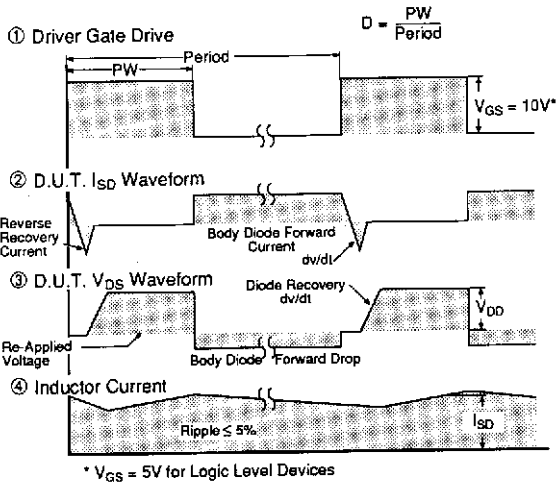 ① Driver Gate Drive
D = PW
Period
Period
PW
V_GS = 10V*
② D.U.T. I_SD Waveform
Reverse
Recovery
Current
Body Diode Forward
Current
dv/dt
③ D.U.T. V_DS Waveform
Diode Recovery
dv/dt
V_DD
Re-Applied
Voltage
Body Diode Forward Drop
④ Inductor Current
Ripple ≤ 5%
I_SD
* V_GS = 5V for Logic Level Devices